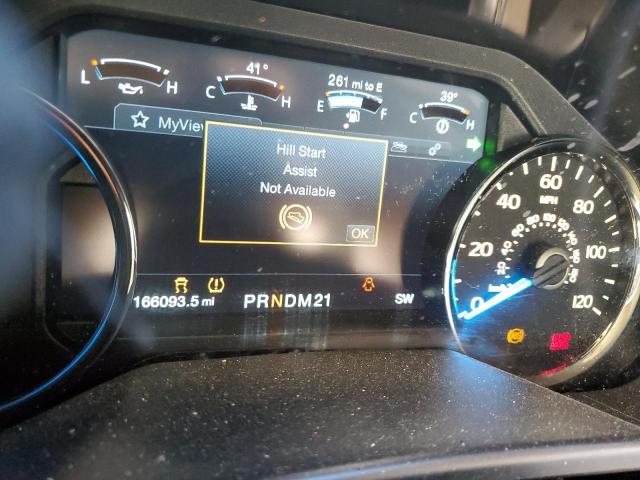 41° 261 mi to E 39°
L H C H E F C H
MyVie
Hill Start
Assist
Not Available
OK
166093.5 mi PRNDM21 SW
0 20 40 60 80 100 120
MPH